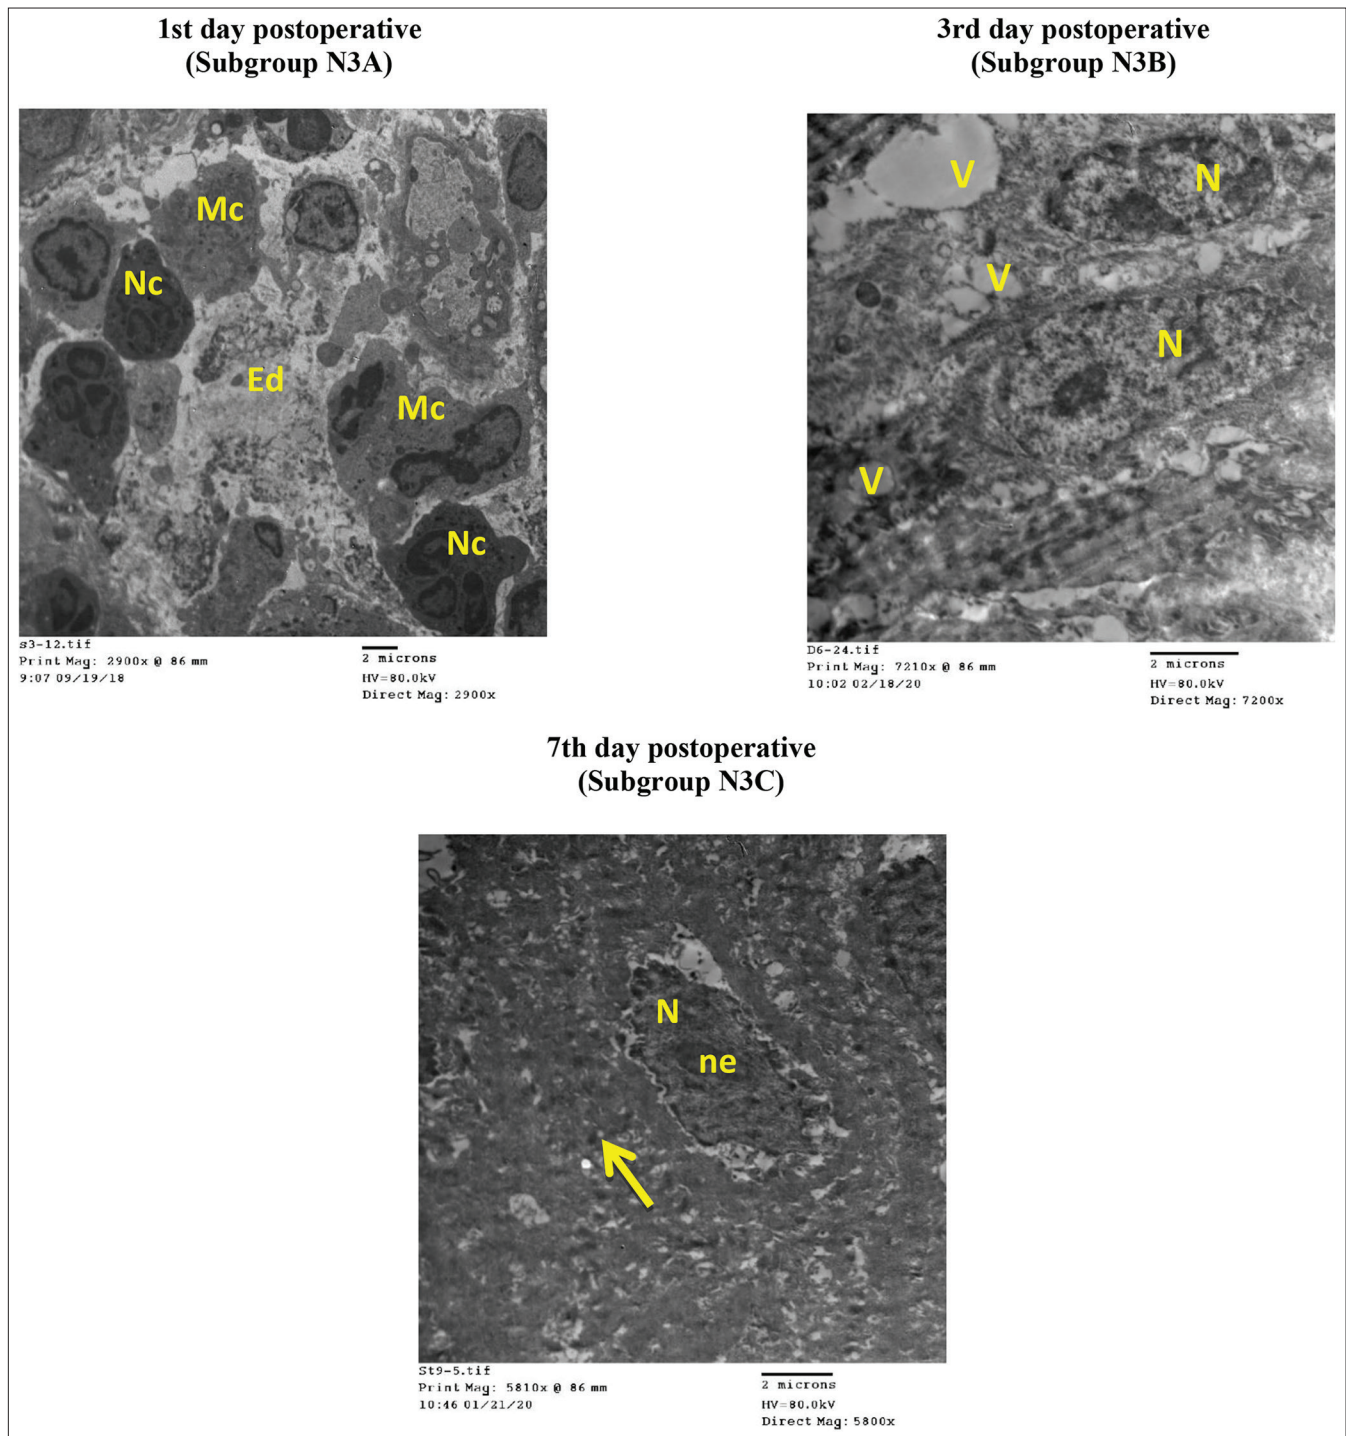 1st day postoperative
(Subgroup N3A)
3rd day postoperative
(Subgroup N3B)
Mc
Nc
Ed
Mc
Nc
s3-12.tif
Print Mag: 2900x @ 86 mm
9:07 09/19/18
2 microns
HV=80.0kV
Direct Mag: 2900x
V
N
V
N
V
D6-24.tif
Print Mag: 7210x @ 86 mm
10:02 02/18/20
2 microns
HV=80.0kV
Direct Mag: 7200x
7th day postoperative
(Subgroup N3C)
N
ne
St9-5.tif
Print Mag: 5810x @ 86 mm
10:46 01/21/20
2 microns
HV=80.0kV
Direct Mag: 5800x